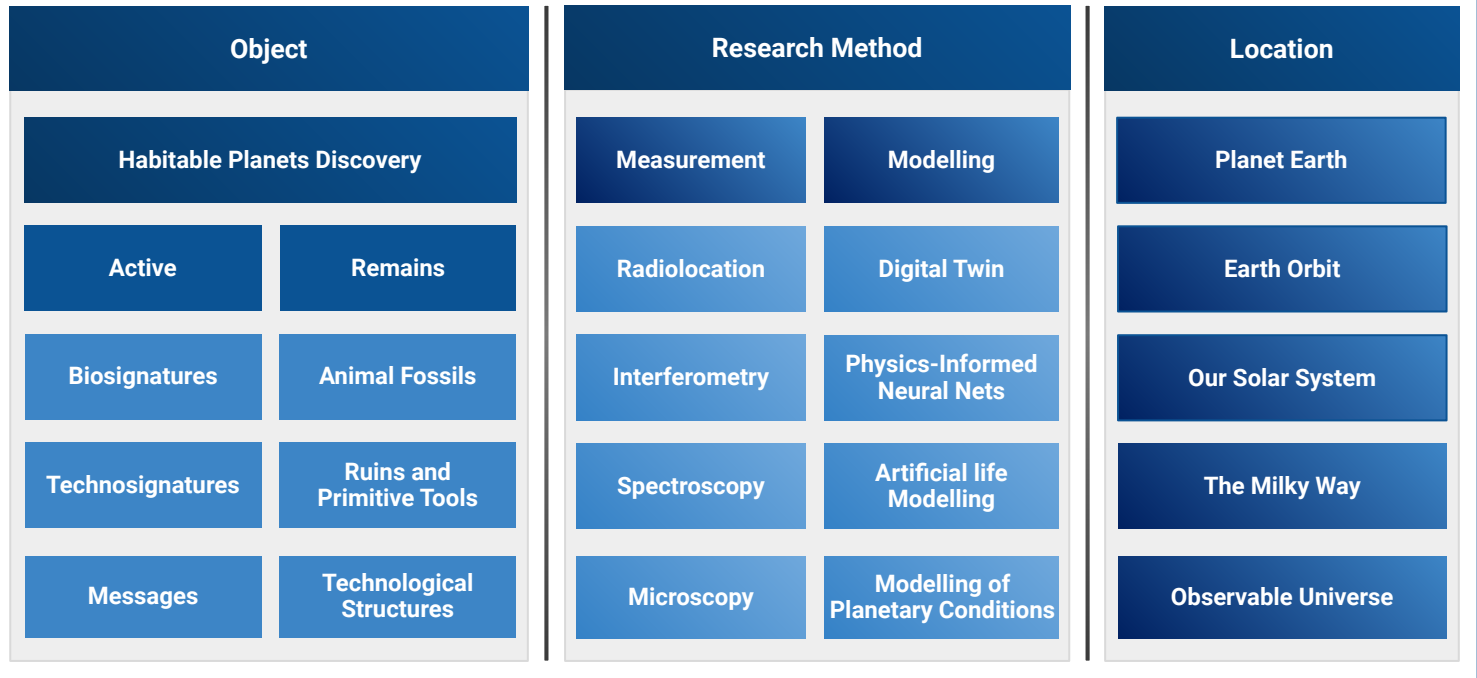 Object
Habitable Planets Discovery
Active
Remains
Biosignatures
Animal Fossils
Technosignatures
Ruins and
Primitive Tools
Messages
Technological
Structures
Research Method
Measurement
Modelling
Radiolocation
Digital Twin
Interferometry
Physics-Informed
Neural Nets
Spectroscopy
Artificial life
Modelling
Microscopy
Modelling of
Planetary Conditions
Location
Planet Earth
Earth Orbit
Our Solar System
The Milky Way
Observable Universe